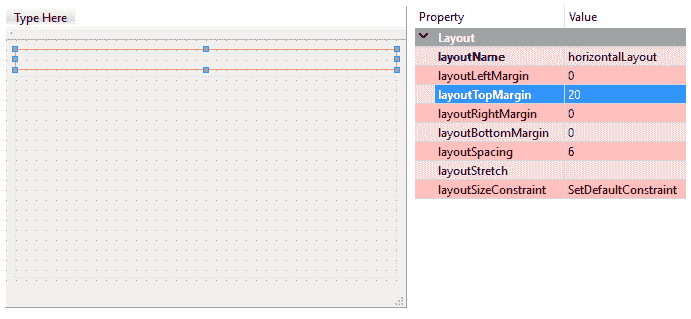 Type Here
Property Value
Layout
layoutName horizontalLayout
layoutLeftMargin 0
layoutTopMargin 20
layoutRightMargin 0
layoutBottomMargin 0
layoutSpacing 6
layoutStretch
layoutSizeConstraint SetDefaultConstraint